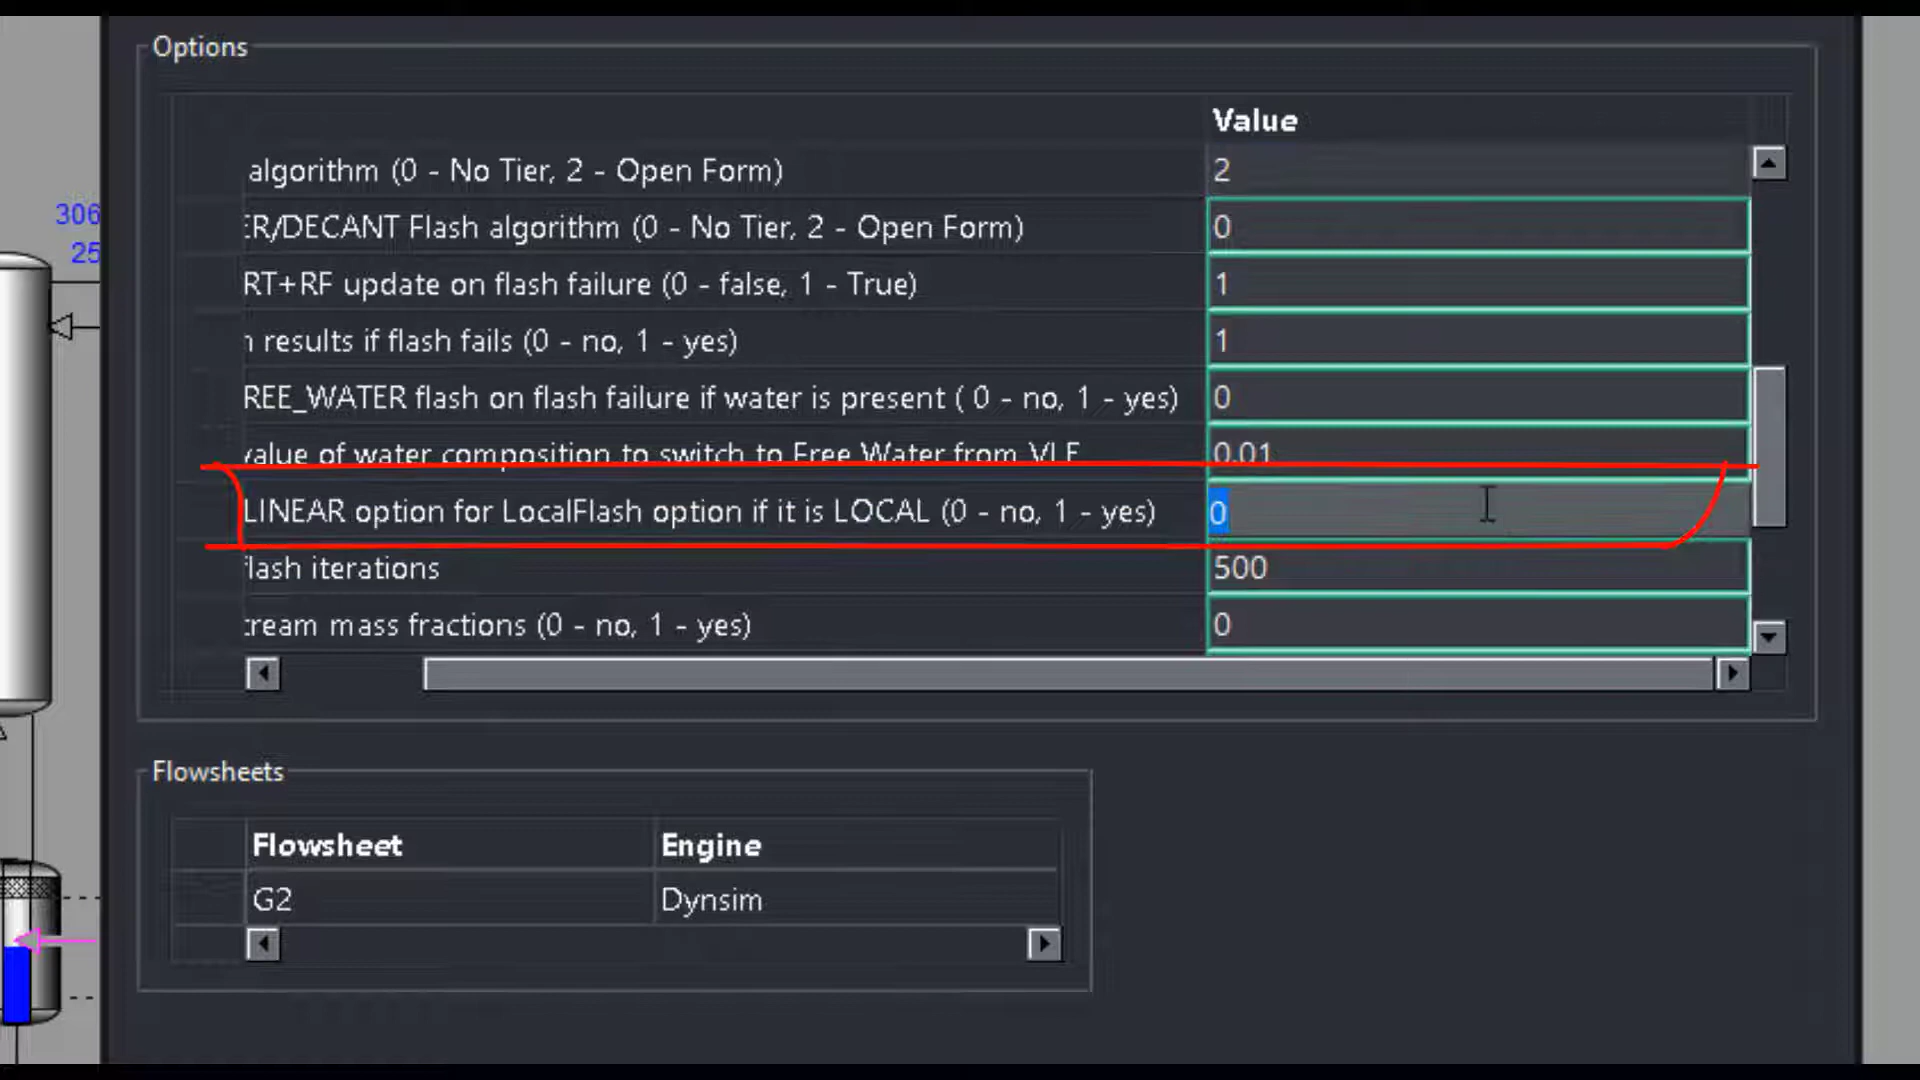 Options
Value
algorithm (0 - No Tier, 2 - Open Form) 2
ER/DECANT Flash algorithm (0 - No Tier, 2 - Open Form) 0
RT+RF update on flash failure (0 - false, 1 - True) 1
results if flash fails (0 - no, 1 - yes) 1
REE_WATER flash on flash failure if water is present ( 0 - no, 1 - yes) 0
value of water composition to switch to Free Water from VLE 0.01
LINEAR option for LocalFlash option if it is LOCAL (0 - no, 1 - yes) 0
flash iterations 500
tream mass fractions (0 - no, 1 - yes) 0
306
25
Flowsheets
Flowsheet Engine
G2 Dynsim